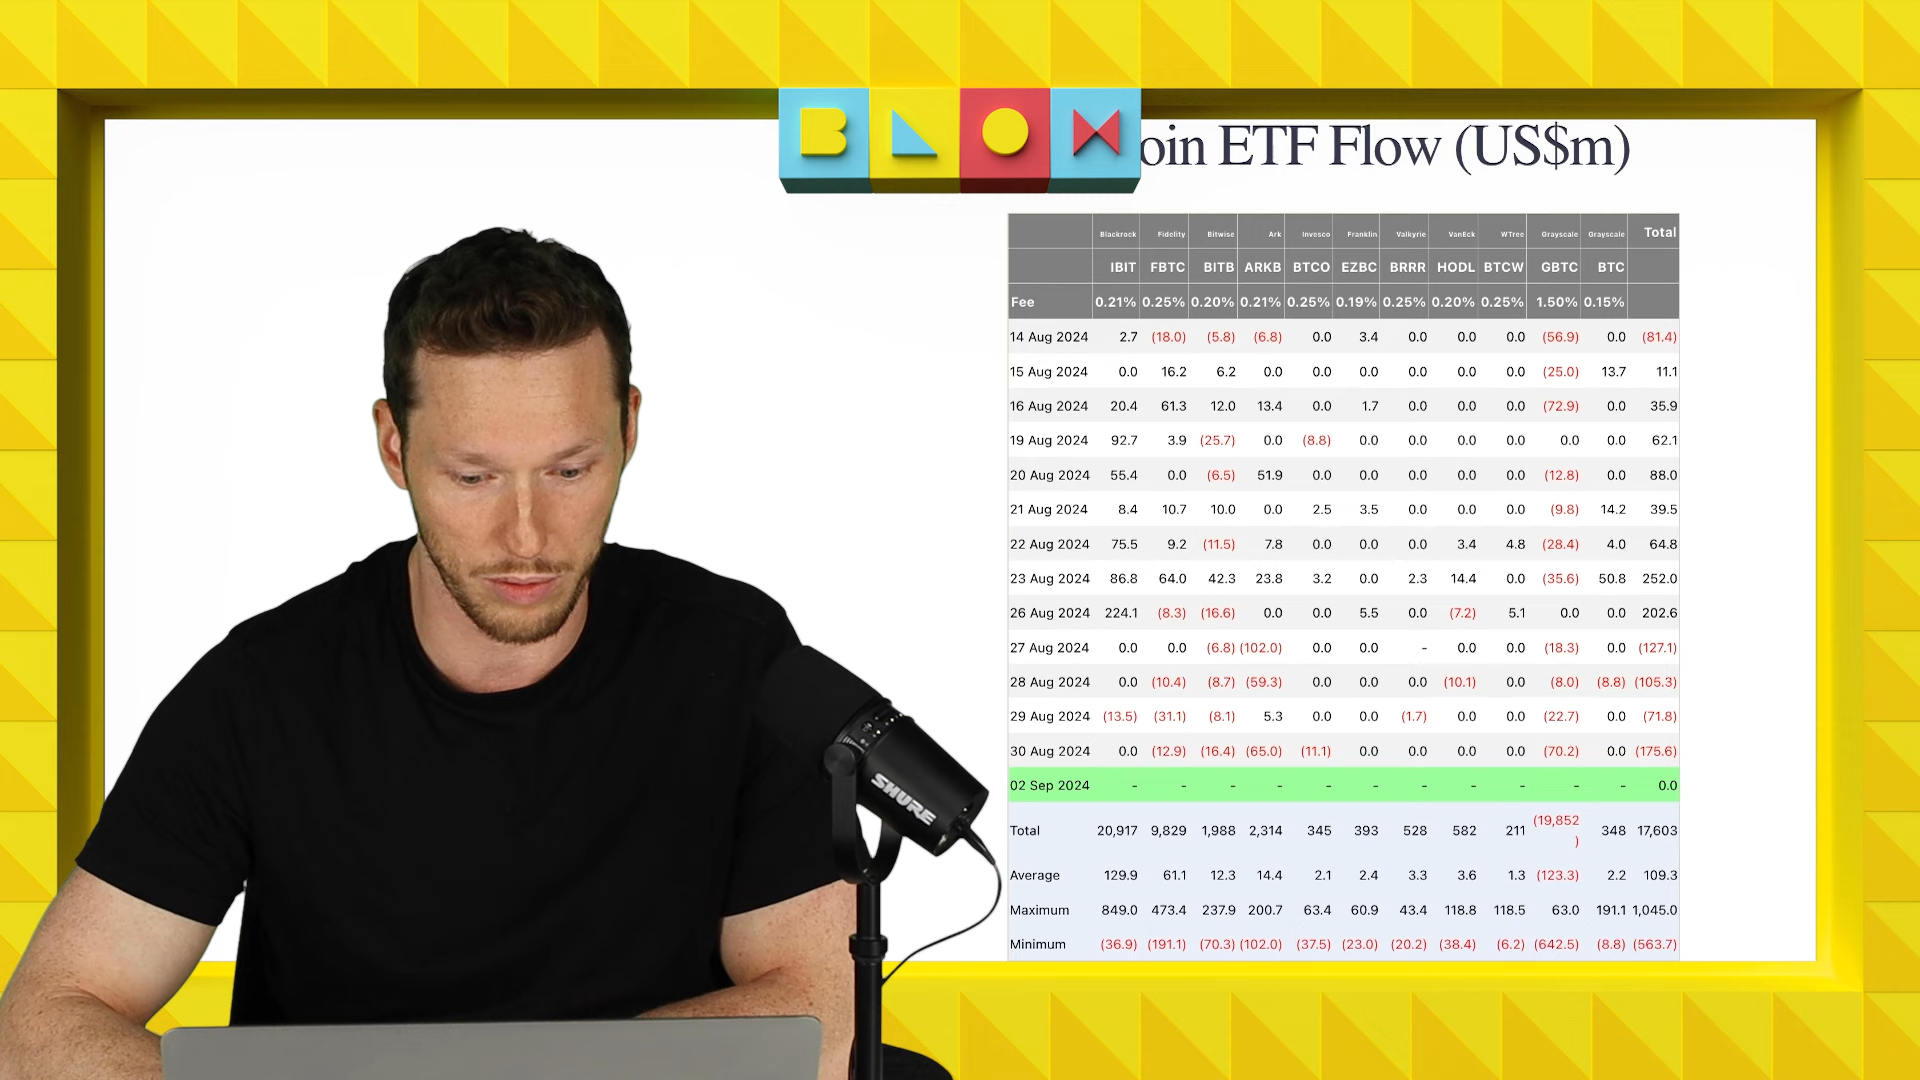 BLOX
oin ETF Flow (US$m)
Blackrock Fidelity Bitwise Ark Invesco Franklin Valkyrie VanEck WTree Grayscale Grayscale Total
IBIT FBTC BITB ARKB BTCO EZBC BRRR HODL BTCW GBTC BTC
Fee 0.21% 0.25% 0.20% 0.21% 0.25% 0.19% 0.25% 0.20% 0.25% 1.50% 0.15%
14 Aug 2024 2.7 (18.0) (5.8) (6.8) 0.0 3.4 0.0 0.0 0.0 (56.9) 0.0 (81.4)
15 Aug 2024 0.0 16.2 6.2 0.0 0.0 0.0 0.0 0.0 0.0 (25.0) 13.7 11.1
16 Aug 2024 20.4 61.3 12.0 13.4 0.0 1.7 0.0 0.0 0.0 (72.9) 0.0 35.9
19 Aug 2024 92.7 3.9 (25.7) 0.0 (8.8) 0.0 0.0 0.0 0.0 0.0 0.0 62.1
20 Aug 2024 55.4 0.0 (6.5) 51.9 0.0 0.0 0.0 0.0 0.0 (12.8) 0.0 88.0
21 Aug 2024 8.4 10.7 10.0 0.0 2.5 3.5 0.0 0.0 0.0 (9.8) 14.2 39.5
22 Aug 2024 75.5 9.2 (11.5) 7.8 0.0 0.0 0.0 3.4 4.8 (28.4) 4.0 64.8
23 Aug 2024 86.8 64.0 42.3 23.8 3.2 0.0 2.3 14.4 0.0 (35.6) 50.8 252.0
26 Aug 2024 224.1 (8.3) (16.6) 0.0 0.0 5.5 0.0 (7.2) 5.1 0.0 0.0 202.6
27 Aug 2024 0.0 0.0 (6.8) (102.0) 0.0 0.0 - 0.0 0.0 (18.3) 0.0 (127.1)
28 Aug 2024 0.0 (10.4) (8.7) (59.3) 0.0 0.0 0.0 (10.1) 0.0 (8.0) (8.8) (105.3)
29 Aug 2024 (13.5) (31.1) (8.1) 5.3 0.0 0.0 (1.7) 0.0 0.0 (22.7) 0.0 (71.8)
30 Aug 2024 0.0 (12.9) (16.4) (65.0) (11.1) 0.0 0.0 0.0 0.0 (70.2) 0.0 (175.6)
02 Sep 2024 - - - - - - - - - - - 0.0
Total 20,917 9,829 1,988 2,314 345 393 528 582 211 (19,852) 348 17,603
Average 129.9 61.1 12.3 14.4 2.1 2.4 3.3 3.6 1.3 (123.3) 2.2 109.3
Maximum 849.0 473.4 237.9 200.7 63.4 60.9 43.4 118.8 118.5 63.0 191.1 1,045.0
Minimum (36.9) (191.1) (70.3) (102.0) (37.5) (23.0) (20.2) (38.4) (6.2) (642.5) (8.8) (563.7)
SHURE